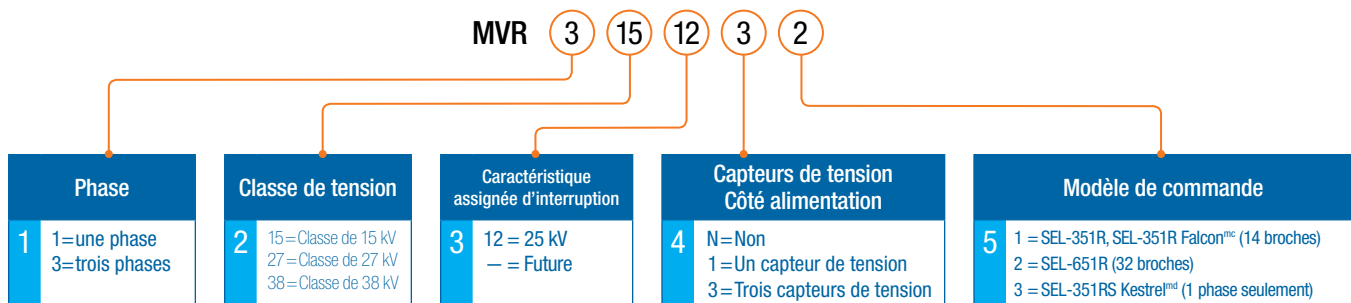 MVR 3 15 12 3 2
Phase
1
1=une phase
3=trois phases
Classe de tension
2
15=Classe de 15 kV
27=Classe de 27 kV
38=Classe de 38 kV
Caractéristique
assignée d'interruption
3
12 = 25 kV
— = Future
Capteurs de tension
Côté alimentation
4
N=Non
1=Un capteur de tension
3=Trois capteurs de tension
Modèle de commande
5
1 = SEL-351R, SEL-351R Falconᵐᶜ (14 broches)
2 = SEL-651R (32 broches)
3 = SEL-351RS Kestrelᵐᵈ (1 phase seulement)